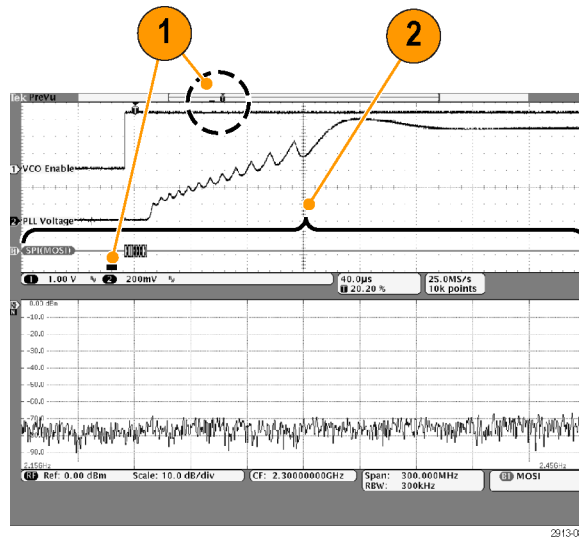 1
2
Tek PreVu
1 VCO Enable
2 PLL Voltage
B1 SPI(MOSI)
1 1.00 V 2 200mV
40.0µs
20.20 %
25.0MS/s
10k points
0.00 dBm
-10.0
-20.0
-30.0
-40.0
-50.0
-60.0
-70.0
-80.0
-90.0
2.15GHz
2.45GHz
RF Ref: 0.00 dBm Scale: 10.0 dB/div
CF: 2.30000000GHz
Span: 300.000MHz
RBW: 300kHz
B1 MOSI